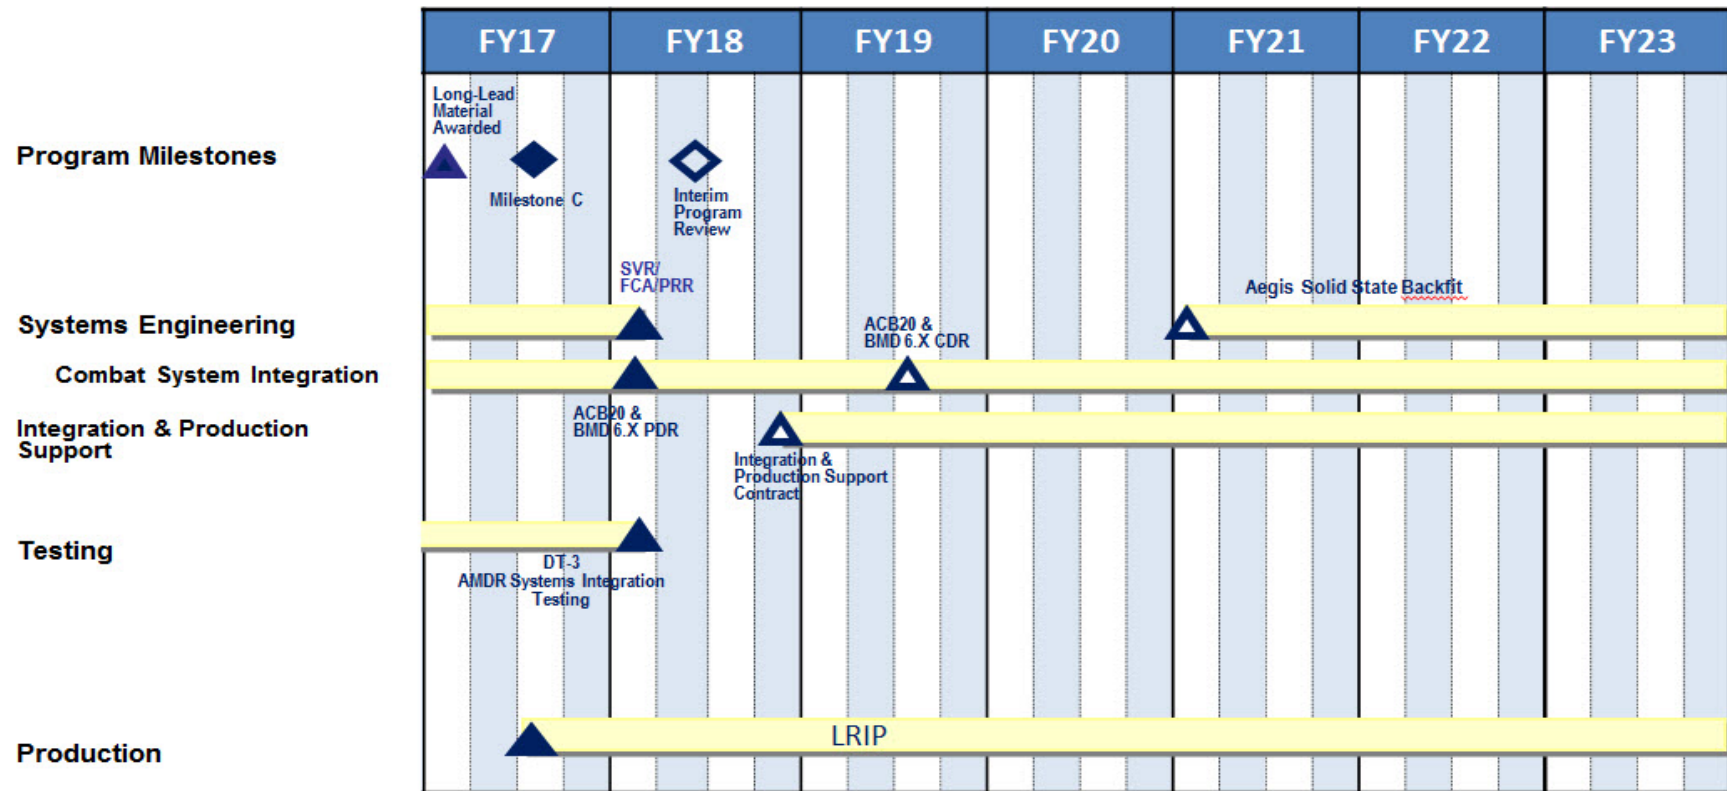 FY17 FY18 FY19 FY20 FY21 FY22 FY23
Long-Lead
Material
Awarded
Program Milestones
Milestone C
Interim
Program
Review
SVR/
FCA/PRR
Aegis Solid State Backfit
Systems Engineering
ACB20 &
BMD 6.X CDR
Combat System Integration
ACB20 &
BMD 6.X PDR
Integration & Production
Support
Integration &
Production Support
Contract
Testing
DT-3
AMDR Systems Integration
Testing
LRIP
Production